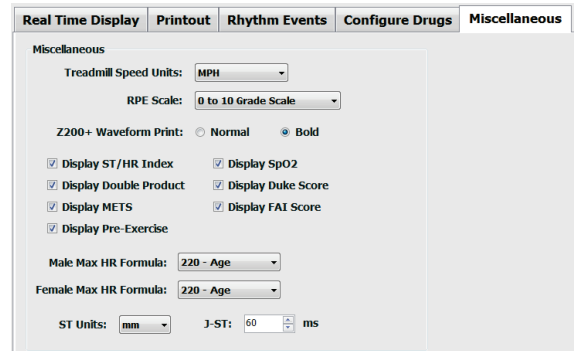 Real Time Display Printout Rhythm Events Configure Drugs Miscellaneous
Miscellaneous
Treadmill Speed Units: MPH
RPE Scale: 0 to 10 Grade Scale
Z200+ Waveform Print: Normal Bold
Display ST/HR Index Display SpO2
Display Double Product Display Duke Score
Display METS Display FAI Score
Display Pre-Exercise
Male Max HR Formula: 220 - Age
Female Max HR Formula: 220 - Age
ST Units: mm J-ST: 60 ms